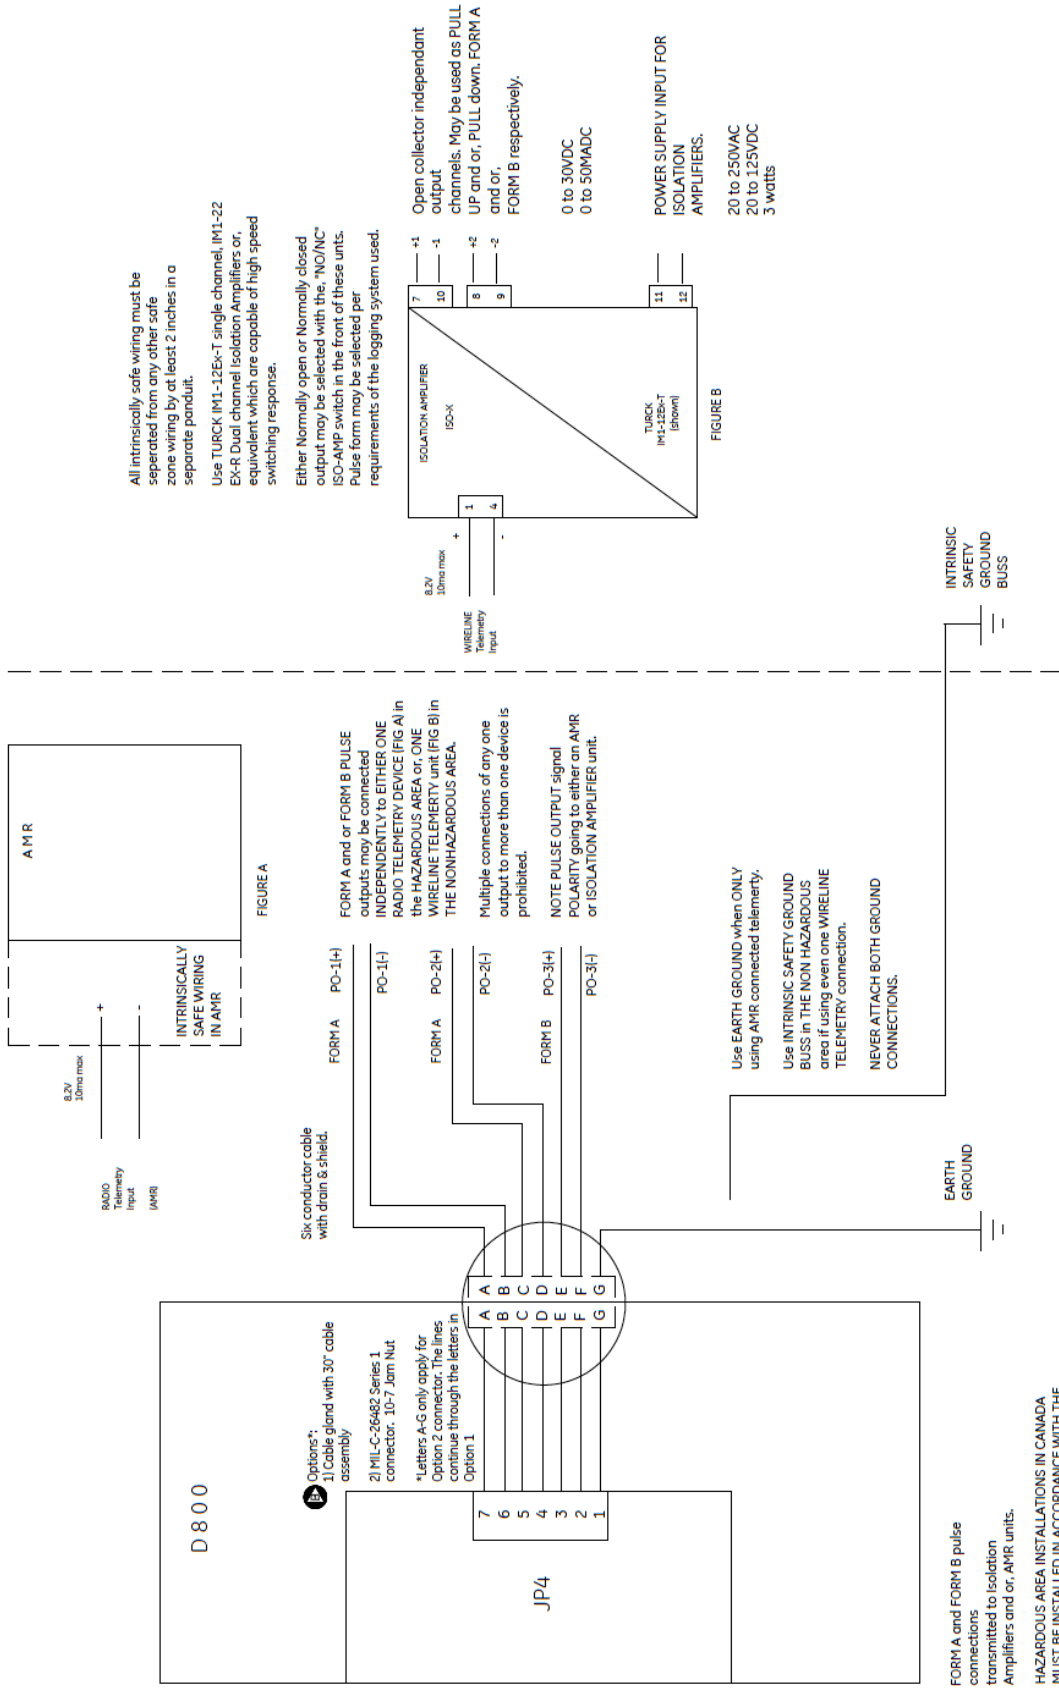 D800
B Options*:
1) Cable gland with 30" cable
assembly
2) MIL-C-26482 Series 1
connector. 10-7 Jam Nut
*Letters A-G only apply for
Option 2 connector. The lines
continue through the letters in
Option 1
JP4
7
6
5
4
3
2
1
A A
B B
C C
D D
E E
F F
G G
Six conductor cable
with drain & shield.
FORM A and FORM B pulse
connections
transmitted to Isolation
Amplifiers and or, AMR units.
HAZARDOUS AREA INSTALLATIONS IN CANADA
MUST BE INSTALLED IN ACCORDANCE WITH THE
EARTH
GROUND
RADIO
Telemetry
Input
(AMR)
8.2V
10ma max
+
-
INTRINSICALLY
SAFE WIRING
IN AMR
AMR
FIGURE A
FORM A PO-1(+)
PO-1(-)
FORM A PO-2(+)
PO-2(-)
FORM B PO-3(+)
PO-3(-)
FORM A and or FORM B PULSE
outputs may be connected
INDEPENDENTLY to EITHER ONE
RADIO TELEMETRY DEVICE (FIG A) in
the HAZARDOUS AREA or, ONE
WIRELINE TELEMERTY unit (FIG B) in
THE NONHAZARDOUS AREA.
Multiple connections of any one
output to more than one device is
prohibited.
NOTE PULSE OUTPUT signal
POLARITY going to either an AMR
or ISOLATION AMPLIFIER unit.
Use EARTH GROUND when ONLY
using AMR connected telemerty.
Use INTRINSIC SAFETY GROUND
BUSS in THE NON HAZARDOUS
area if using even one WIRELINE
TELEMETRY connection.
NEVER ATTACH BOTH GROUND
CONNECTIONS.
INTRINSIC
SAFETY
GROUND
BUSS
All intrinsically safe wiring must be
seperated from any other safe
zone wiring by at least 2 inches in a
separate panduit.
Use TURCK IM1-12Ex-T single channel, IM1-22
EX-R Dual channel Isolation Amplifiers or,
equivalent which are capable of high speed
switching response.
Either Normally open or Normally closed
output may be selected with the, "NO/NC"
ISO-AMP switch in the front of these unts.
Pulse form may be selected per
requirements of the logging system used.
WIRELINE
Telemetry
Input
8.2V
10ma max
+
-
1
4
ISOLATION AMPLIFIER
ISO-X
TURCK
IM1-12Ex-T
(shown)
FIGURE B
7 +1
10 -1
8 +2
9 -2
11
12
Open collector independant
output
channels. May be used as PULL
UP and or, PULL down. FORM A
and or,
FORM B respectively.
0 to 30VDC
0 to 50MADC
POWER SUPPLY INPUT FOR
ISOLATION
AMPLIFIERS.
20 to 250VAC
20 to 125VDC
3 watts